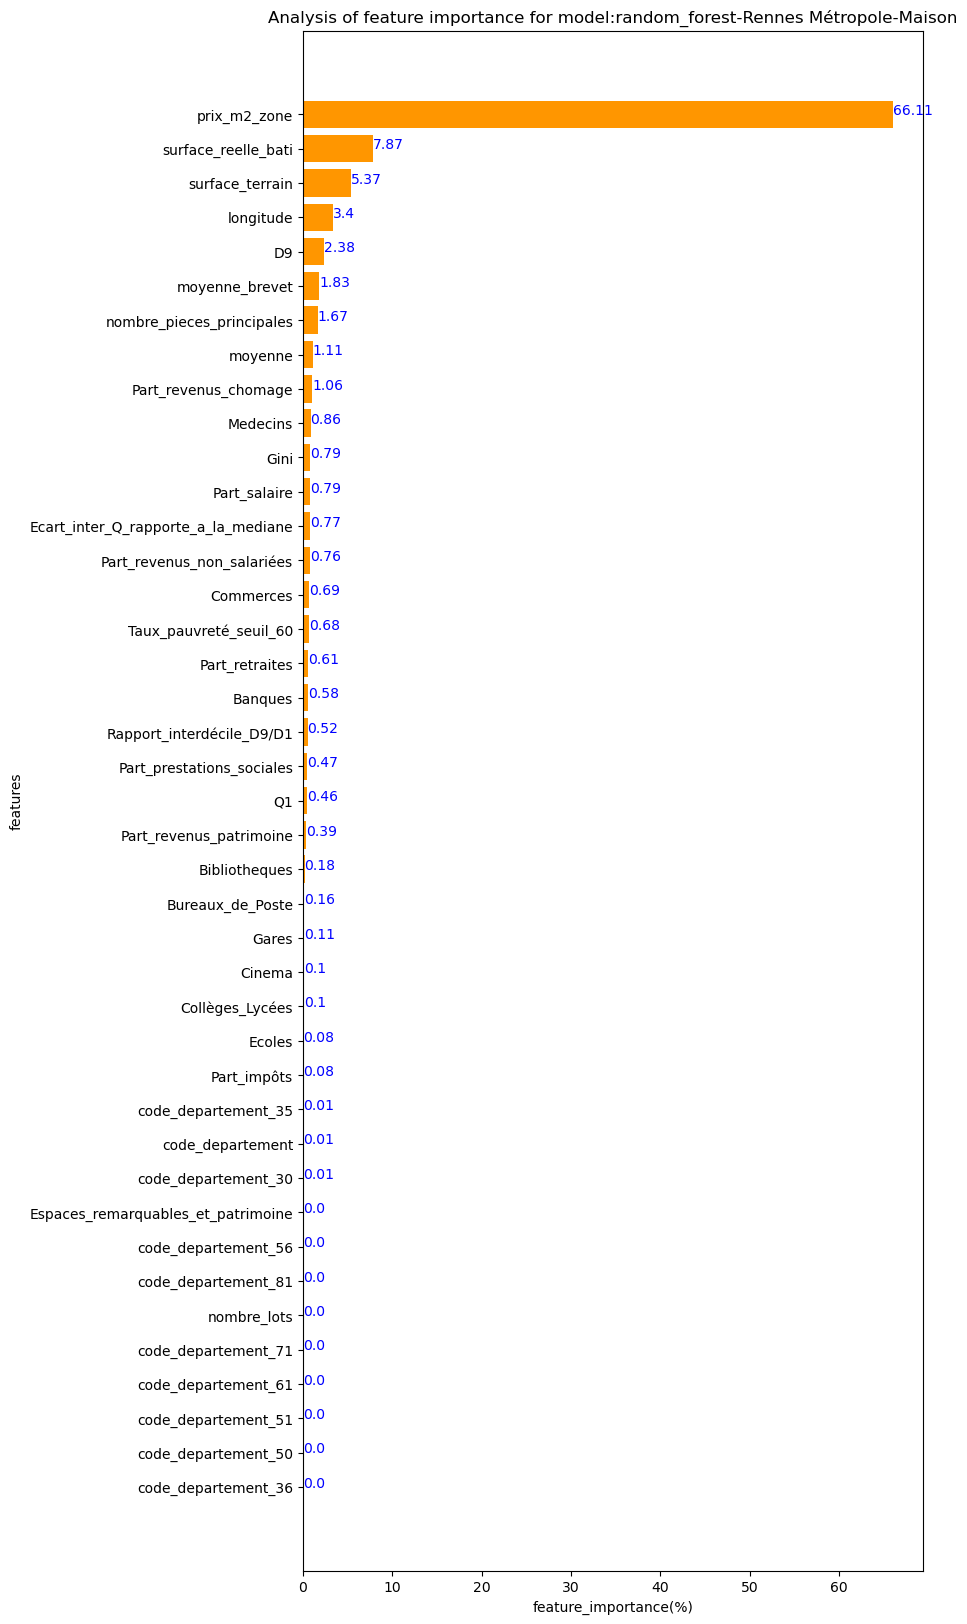 Analysis of feature importance for model:random_forest-Rennes Métropole-Maison
prix_m2_zone 66.11
surface_reelle_bati 7.87
surface_terrain 5.37
longitude 3.4
D9 2.38
moyenne_brevet 1.83
nombre_pieces_principales 1.67
moyenne 1.11
Part_revenus_chomage 1.06
Medecins 0.86
Gini 0.79
Part_salaire 0.79
Ecart_inter_Q_rapporte_a_la_mediane 0.77
Part_revenus_non_salariées 0.76
Commerces 0.69
Taux_pauvreté_seuil_60 0.68
Part_retraites 0.61
Banques 0.58
Rapport_interdécile_D9/D1 0.52
Part_prestations_sociales 0.47
Q1 0.46
Part_revenus_patrimoine 0.39
Bibliotheques 0.18
Bureaux_de_Poste 0.16
Gares 0.11
Cinema 0.1
Collèges_Lycées 0.1
Ecoles 0.08
Part_impôts 0.08
code_departement_35 0.01
code_departement 0.01
code_departement_30 0.01
Espaces_remarquables_et_patrimoine 0.0
code_departement_56 0.0
code_departement_81 0.0
nombre_lots 0.0
code_departement_71 0.0
code_departement_61 0.0
code_departement_51 0.0
code_departement_50 0.0
code_departement_36 0.0
features
0 10 20 30 40 50 60
feature_importance(%)